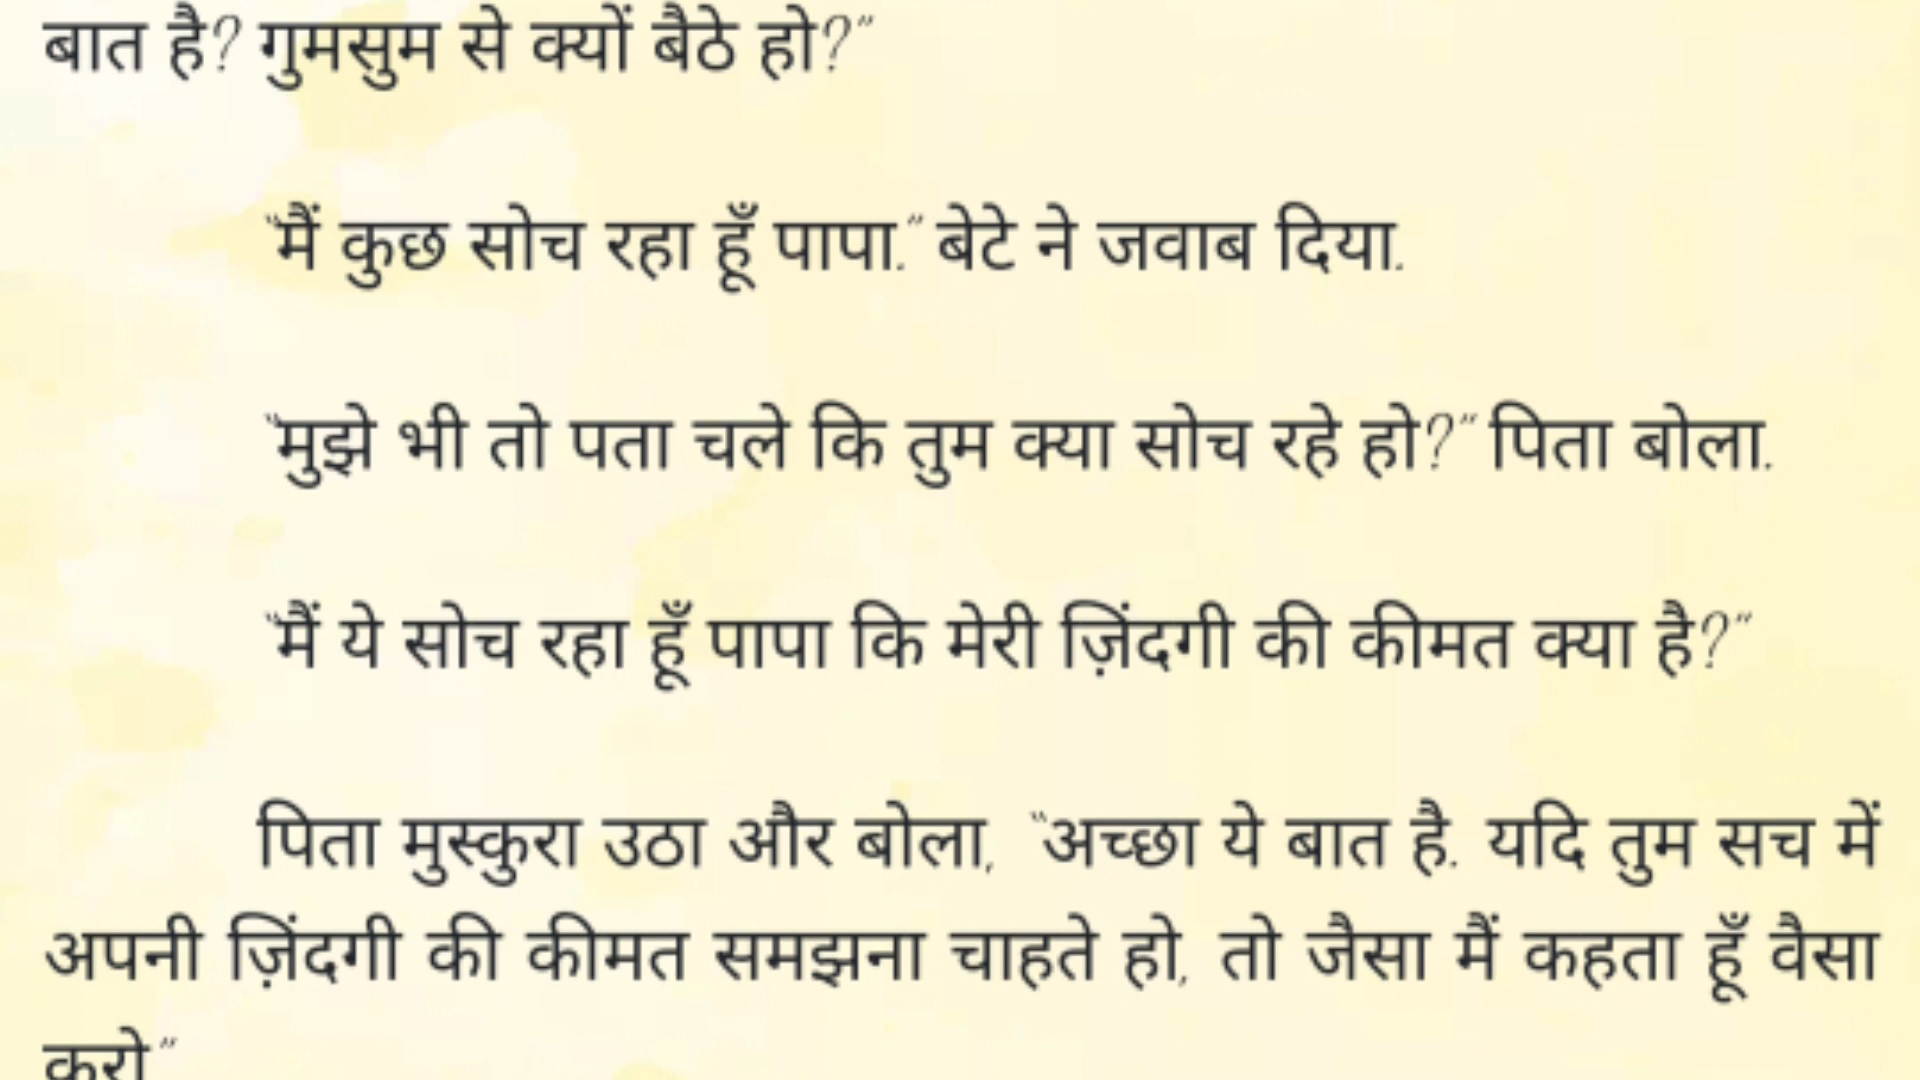 बात है? गुमसुम से क्यों बैठे हो?”
“मैं कुछ सोच रहा हूँ पापा.” बेटे ने जवाब दिया.
“मुझे भी तो पता चले कि तुम क्या सोच रहे हो?” पिता बोला.
“मैं ये सोच रहा हूँ पापा कि मेरी ज़िंदगी की कीमत क्या है?”
पिता मुस्कुरा उठा और बोला, “अच्छा ये बात है. यदि तुम सच में
अपनी ज़िंदगी की कीमत समझना चाहते हो, तो जैसा मैं कहता हूँ वैसा
करो”